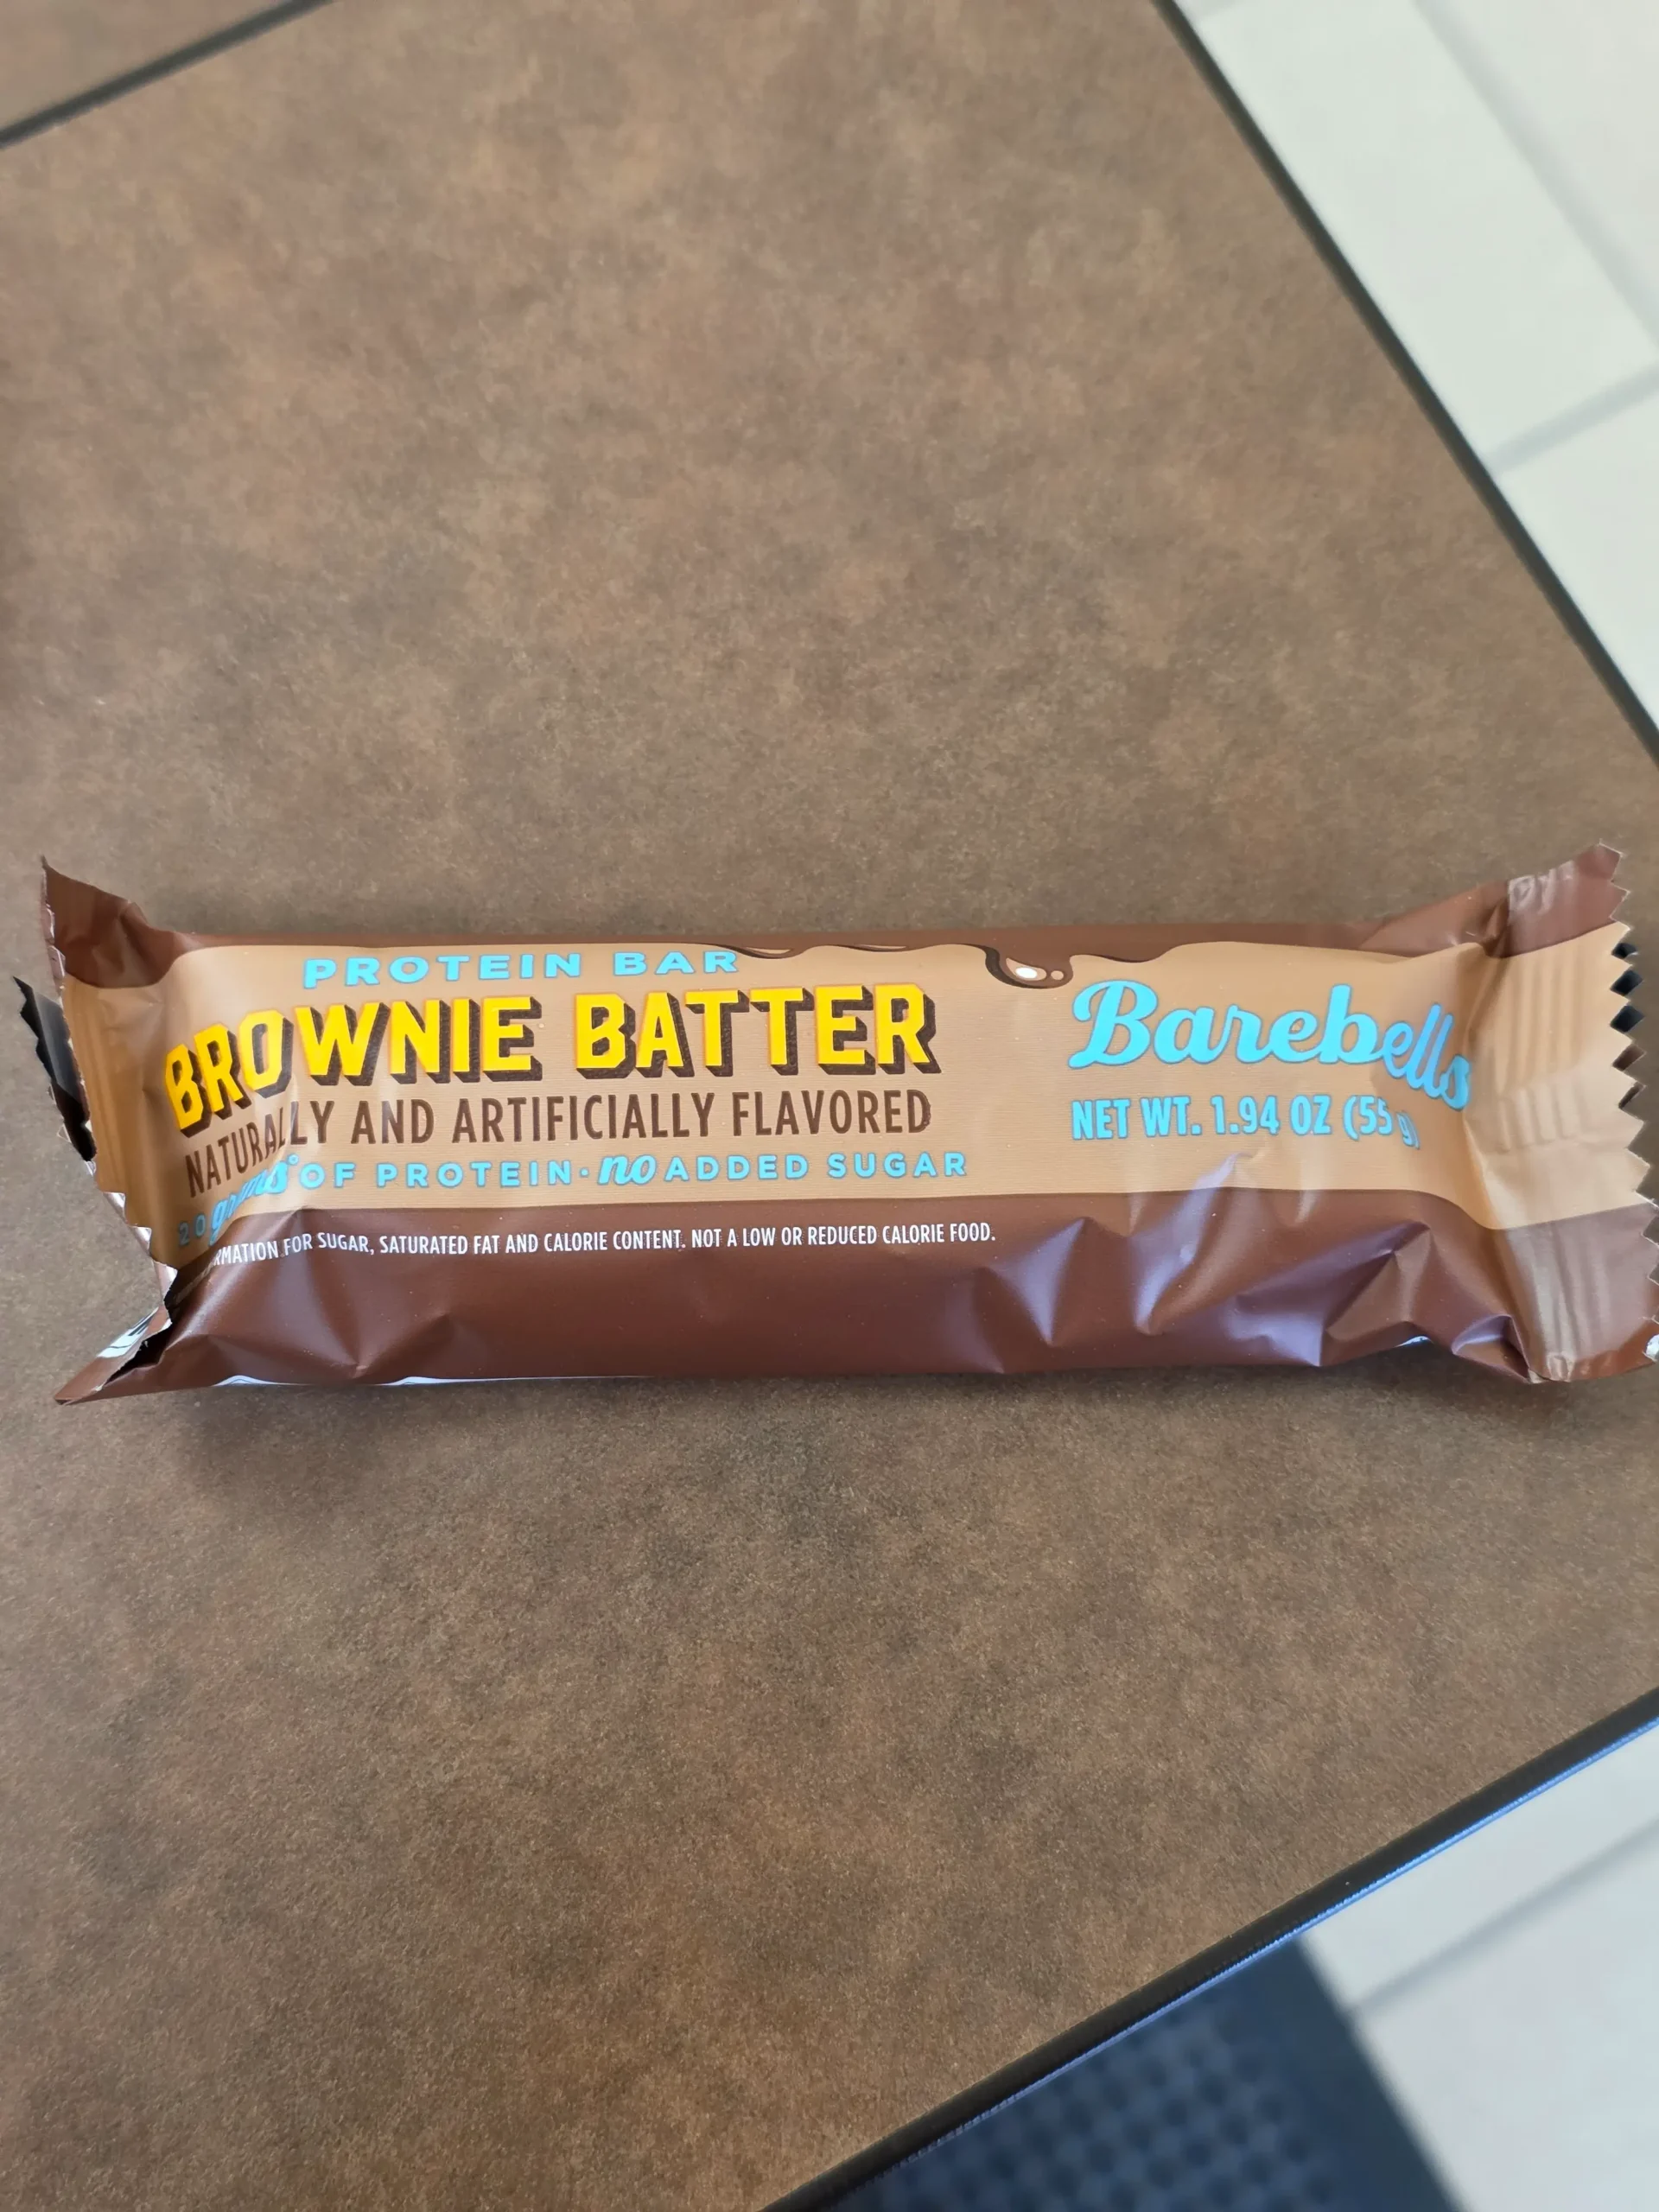 PROTEIN BAR
BROWNIE BATTER
NATURALLY AND ARTIFICIALLY FLAVORED
20 grams° OF PROTEIN · no ADDED SUGAR
FOR SUGAR, SATURATED FAT AND CALORIE CONTENT. NOT A LOW OR REDUCED CALORIE FOOD.
Barebells
NET WT. 1.94 OZ (55 g)